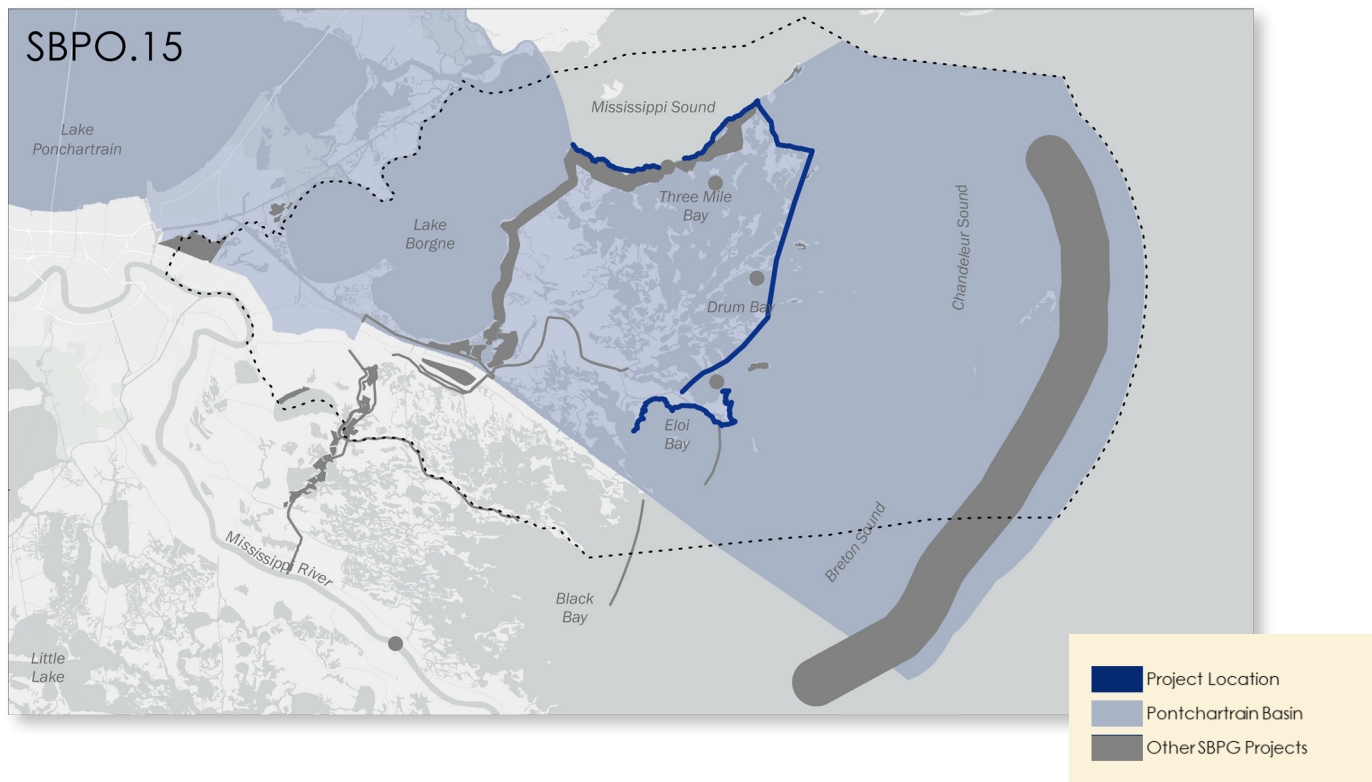 SBPO.15
Mississippi Sound
Lake
Ponchartrain
Three Mile
Bay
Lake
Borgne
Chandeleur Sound
Drum Bay
Eloi
Bay
Breton Sound
Mississippi River
Black
Bay
Little
Lake
Project Location
Pontchartrain Basin
Other SBPG Projects